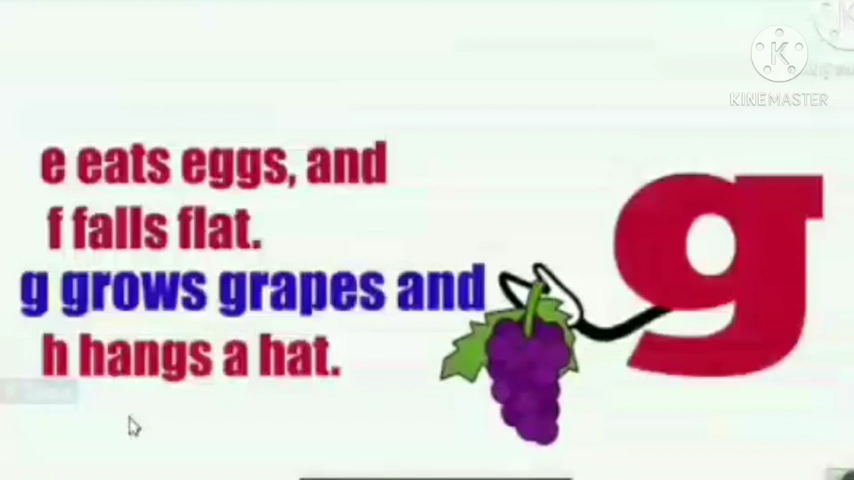 KINEMASTER
e eats eggs, and
f falls flat.
g grows grapes and
h hangs a hat.
g